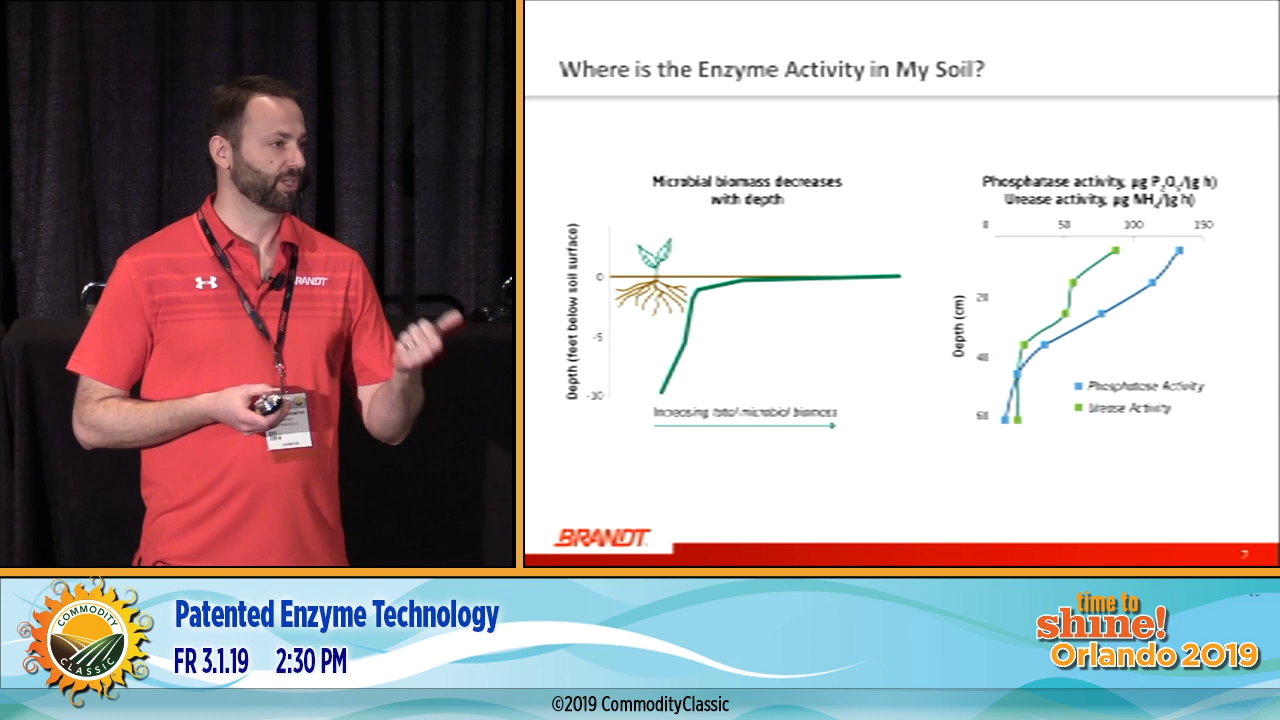 RANDT
Where is the Enzyme Activity in My Soil?
Microbial biomass decreases
with depth
Depth (feet below soil surface)
0
-5
-30
Increasing total microbial biomass
Phosphatase activity, µg P2O5/(g h)
Urease activity, µg NH4/(g h)
0 50 100 150
Depth (cm)
20
40
60
Phosphatase Activity
Urease Activity
BRANDT
7
COMMODITY
CLASSIC
Patented Enzyme Technology
FR 3.1.19 2:30 PM
time to
shine!
Orlando 2019
©2019 CommodityClassic